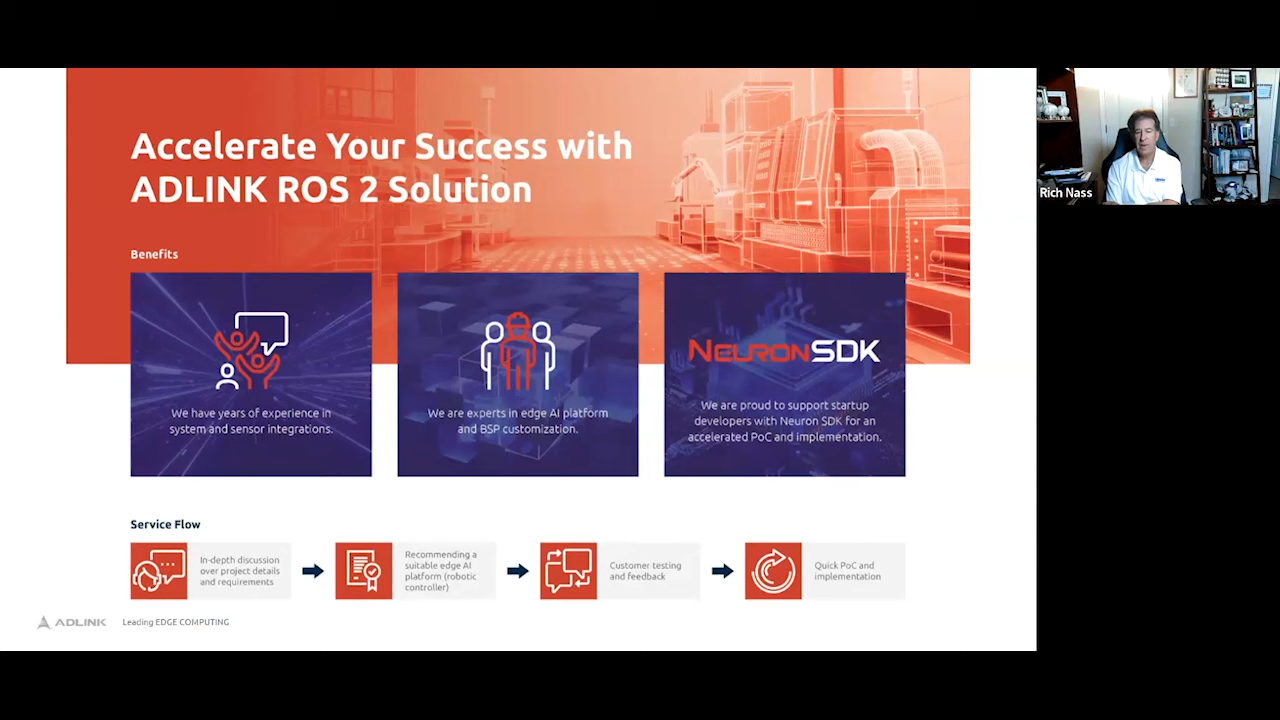 Accelerate Your Success with
ADLINK ROS 2 Solution
Benefits
We have years of experience in
system and sensor integrations.
We are experts in edge AI platform
and BSP customization.
NEURONSDK
We are proud to support startup
developers with Neuron SDK for an
accelerated PoC and implementation.
Service Flow
In-depth discussion
over project details
and requirements
Recommending a
suitable edge AI
platform (robotic
controller)
Customer testing
and feedback
Quick PoC and
implementation
ADLINK
Leading EDGE COMPUTING
Rich Nass